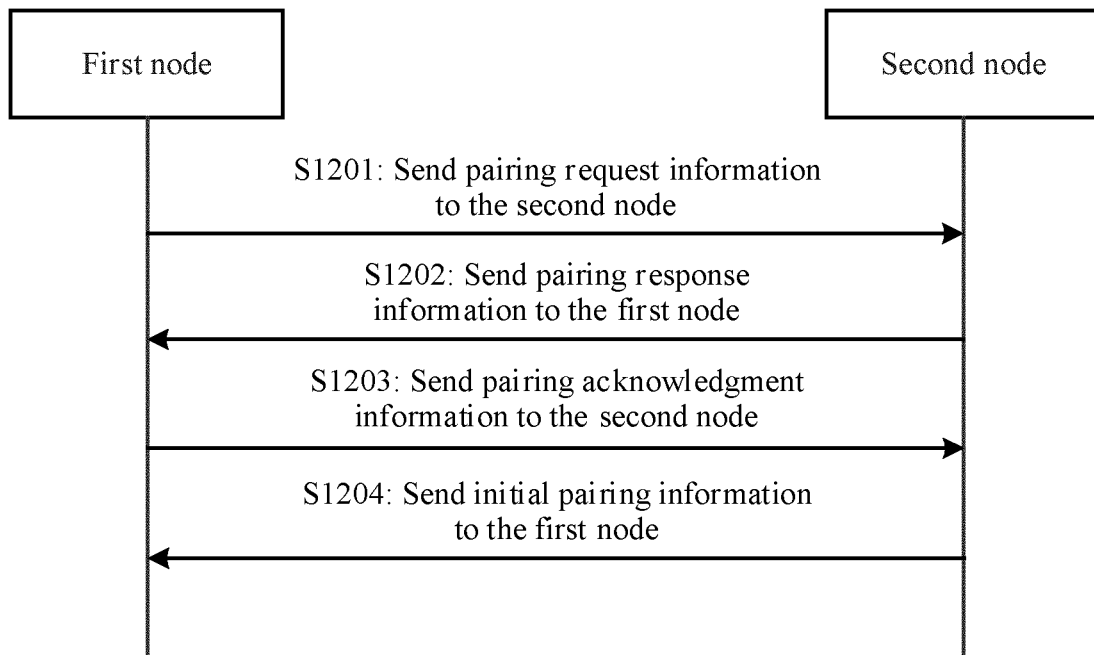 First node
Second node
S1201: Send pairing request information
to the second node
S1202: Send pairing response
information to the first node
S1203: Send pairing acknowledgment
information to the second node
S1204: Send initial pairing information
to the first node